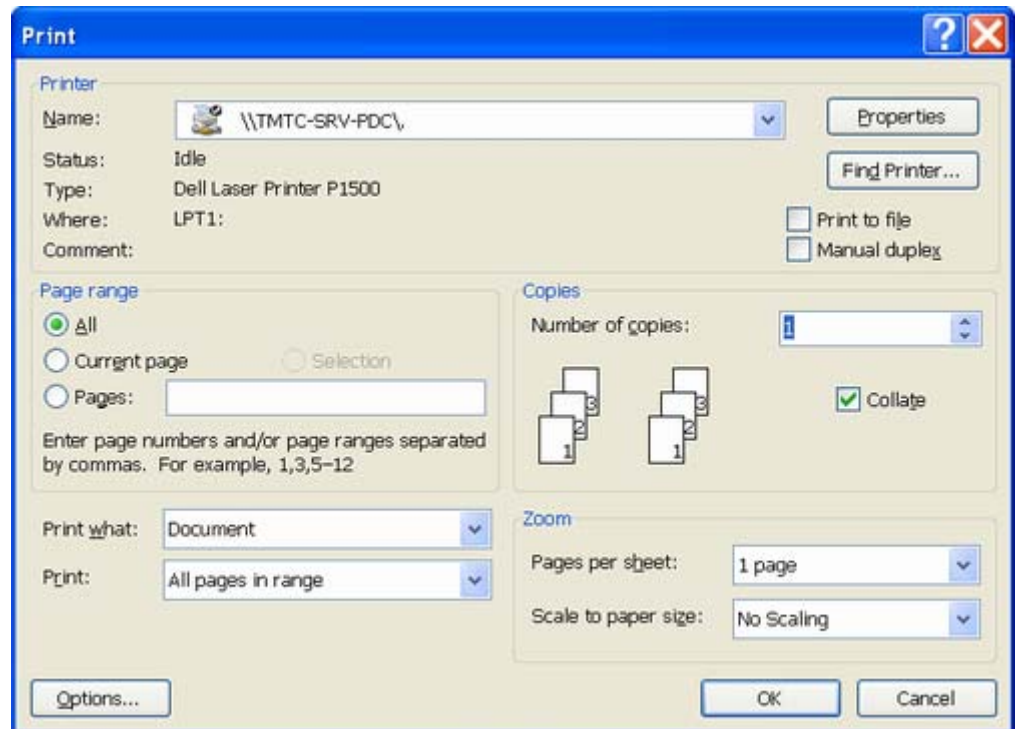 Print
Printer
Name: \\TMTC-SRV-PDC\, Properties
Status: Idle Find Printer...
Type: Dell Laser Printer P1500
Where: LPT1: Print to file
Comment: Manual duplex
Page range
All
Current page Selection
Pages:
Enter page numbers and/or page ranges separated
by commas. For example, 1,3,5-12
Copies
Number of copies: 1
1 2 3 1 2 3
Collate
Print what: Document
Print: All pages in range
Zoom
Pages per sheet: 1 page
Scale to paper size: No Scaling
Options... OK Cancel